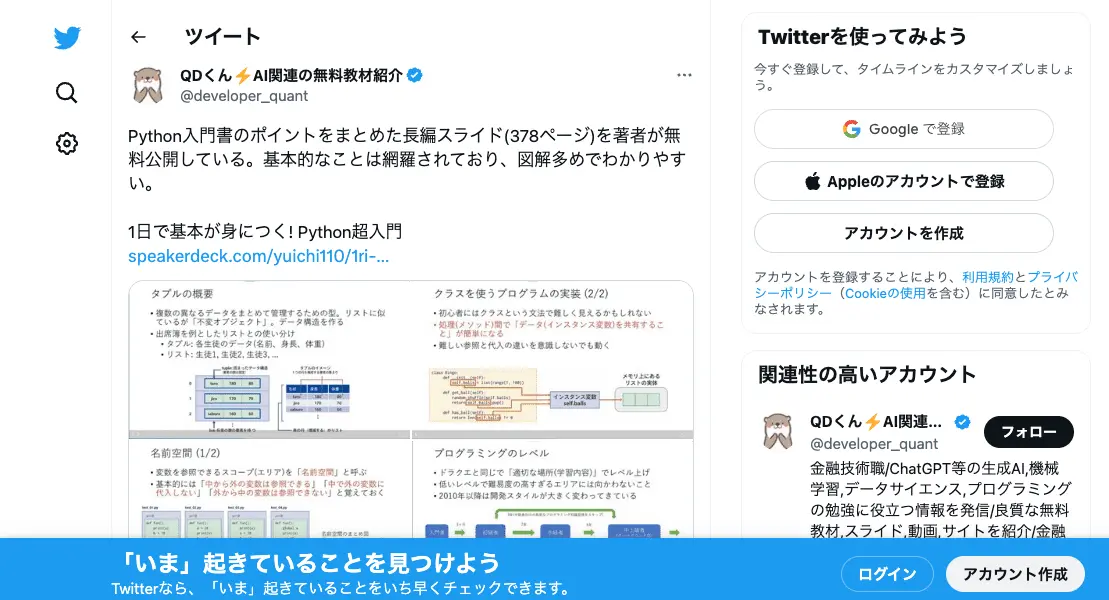 ツイート
QDくん⚡AI関連の無料教材紹介
@developer_quant
Python入門書のポイントをまとめた長編スライド(378ページ)を著者が無
料公開している。基本的なことは網羅されており、図解多めでわかりやす
い。
1日で基本が身につく! Python超入門
speakerdeck.com/yuichi110/1ri-...
タプルの概要
• 複数の異なるデータをまとめて管理するための型。リストに似
ているが「不変オブジェクト」。データ構造を作る
• 出席簿を例としたリストとの使い分け
• タプル: 各生徒のデータ(名前、身長、体重)
• リスト: 生徒1, 生徒2, 生徒3, ...
クラスを使うプログラムの実装 (2/2)
• 初心者にはクラスという文法で難しく見えるかもしれない
• 処理(メソッド)間で「データ(インスタンス変数)を共有するこ
と」が簡単になる
• 難しい参照と代入の違いを意識しないでも動く
インスタンス変数
self.balls
メモリ上にある
リストの実体
名前空間 (1/2)
• 変数を参照できるスコープ(エリア)を「名前空間」と呼ぶ
• 基本的には「中から外の変数は参照できる」「中で外の変数に
代入しない」「外から中の変数は参照できない」と覚えておく
名前空間のまとめ図
プログラミングのレベル
• ドラクエと同じで「適切な場所(学習内容)」でレベル上げ
• 低いレベルで難易度の高すぎるエリアには向かわないこと
• 2010年以降は開発スタイルが大きく変わってきている
Twitterを使ってみよう
今すぐ登録して、タイムラインをカスタマイズしましょ
う。
Google で登録
Appleのアカウントで登録
アカウントを作成
アカウントを登録することにより、利用規約とプライバ
シーポリシー（Cookieの使用を含む）に同意したとみ
なされます。
関連性の高いアカウント
QDくん⚡AI関連...
@developer_quant
フォロー
金融技術職/ChatGPT等の生成AI,機械
学習,データサイエンス,プログラミング
の勉強に役立つ情報を発信/良質な無料
教材,スライド,動画,サイトを紹介/金融
「いま」起きていることを見つけよう
Twitterなら、「いま」起きていることをいち早くチェックできます。
ログイン
アカウント作成